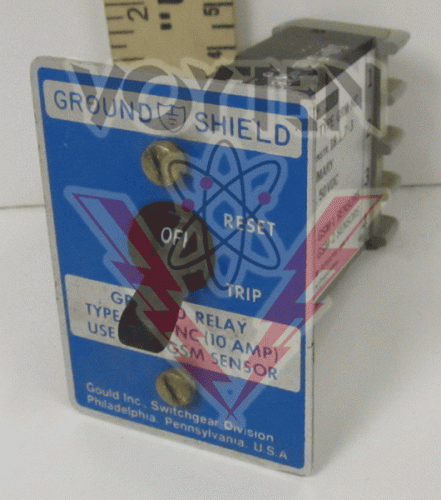 VOYTEN
GROUND SHIELD
OFF
RESET
TRIP
RELAY
TYPE NC (10 AMP)
USE GSM SENSOR
Gould Inc., Switchgear Division
Philadelphia, Pennsylvania, U.S.A